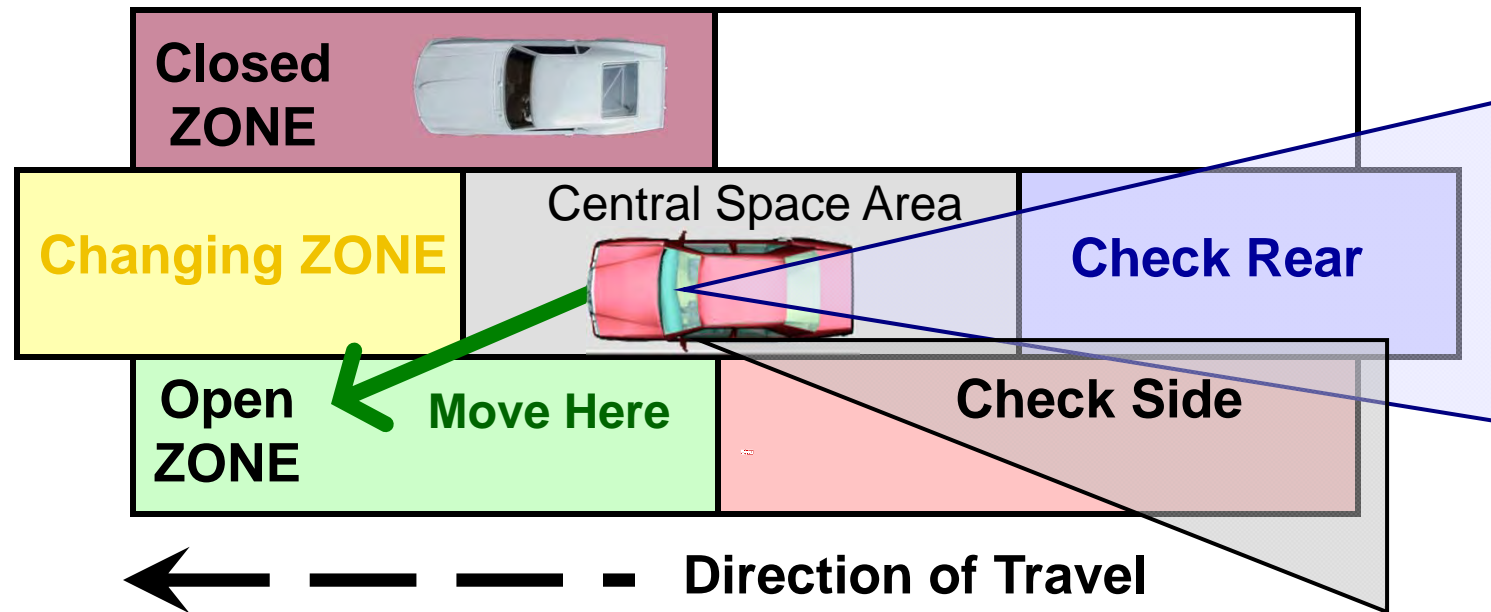 Closed
ZONE
Central Space Area
Changing ZONE
Check Rear
Open
ZONE
Move Here
Check Side
Direction of Travel